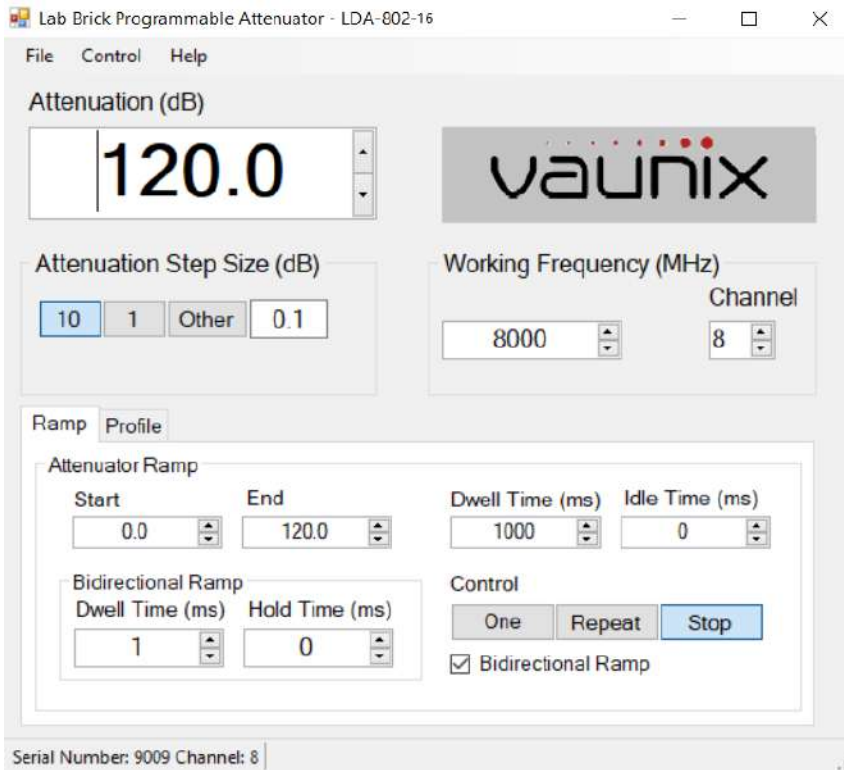 Lab Brick Programmable Attenuator - LDA-802-16
File Control Help
Attenuation (dB)
120.0
vaunix
Attenuation Step Size (dB)
10 1 Other 0.1
Working Frequency (MHz)
Channel
8000 8
Ramp Profile
Attenuator Ramp
Start End Dwell Time (ms) Idle Time (ms)
0.0 120.0 1000 0
Bidirectional Ramp
Dwell Time (ms) Hold Time (ms)
1 0
Control
One Repeat Stop
Bidirectional Ramp
Serial Number: 9009 Channel: 8